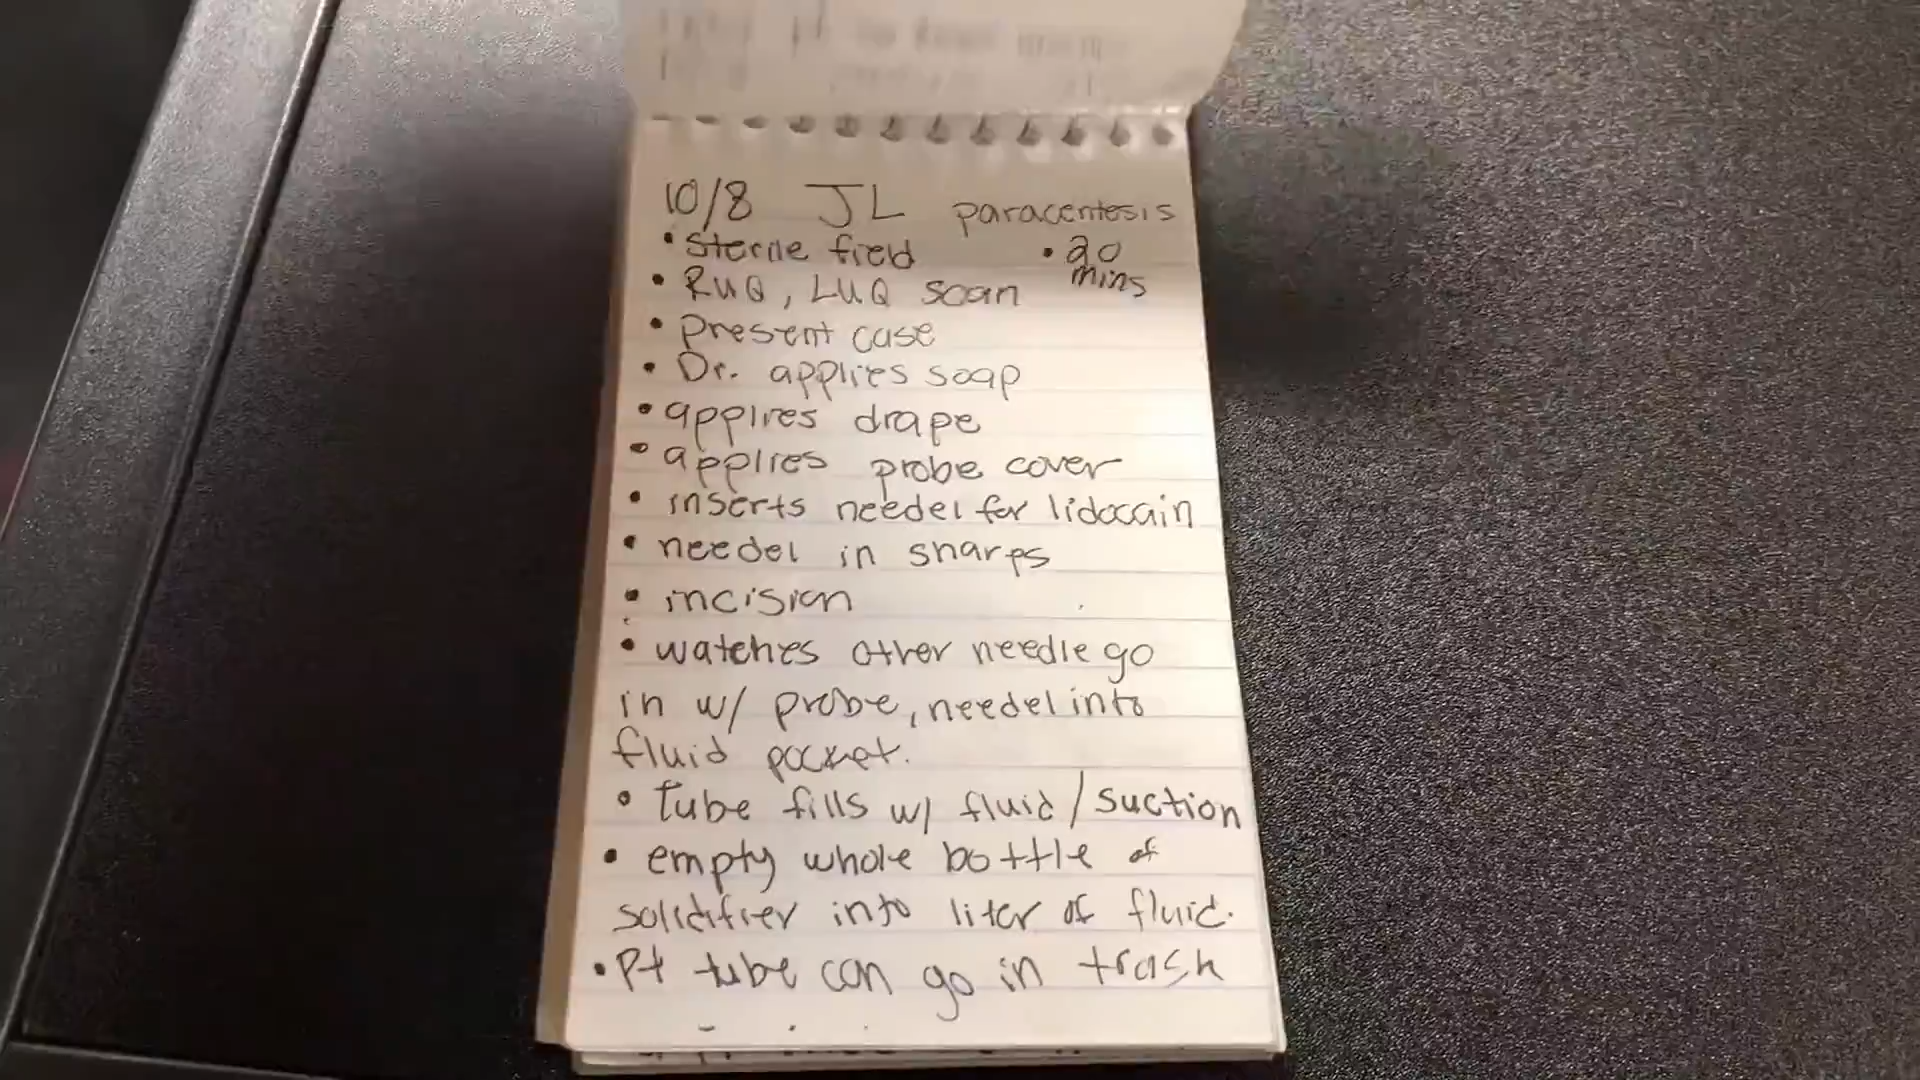 10/8 JL paracentesis
• sterile field • 20 mins
• RUQ, LUQ scan
• present case
• Dr. applies soap
• applies drape
• applies probe cover
• inserts needel for lidocain
• needel in sharps
• incision
• watches other needle go
in w/ probe, needel into
fluid pocket.
• tube fills w/ fluid/suction
• empty whole bottle of
solidifier into liter of fluid.
• Pt tube can go in trash